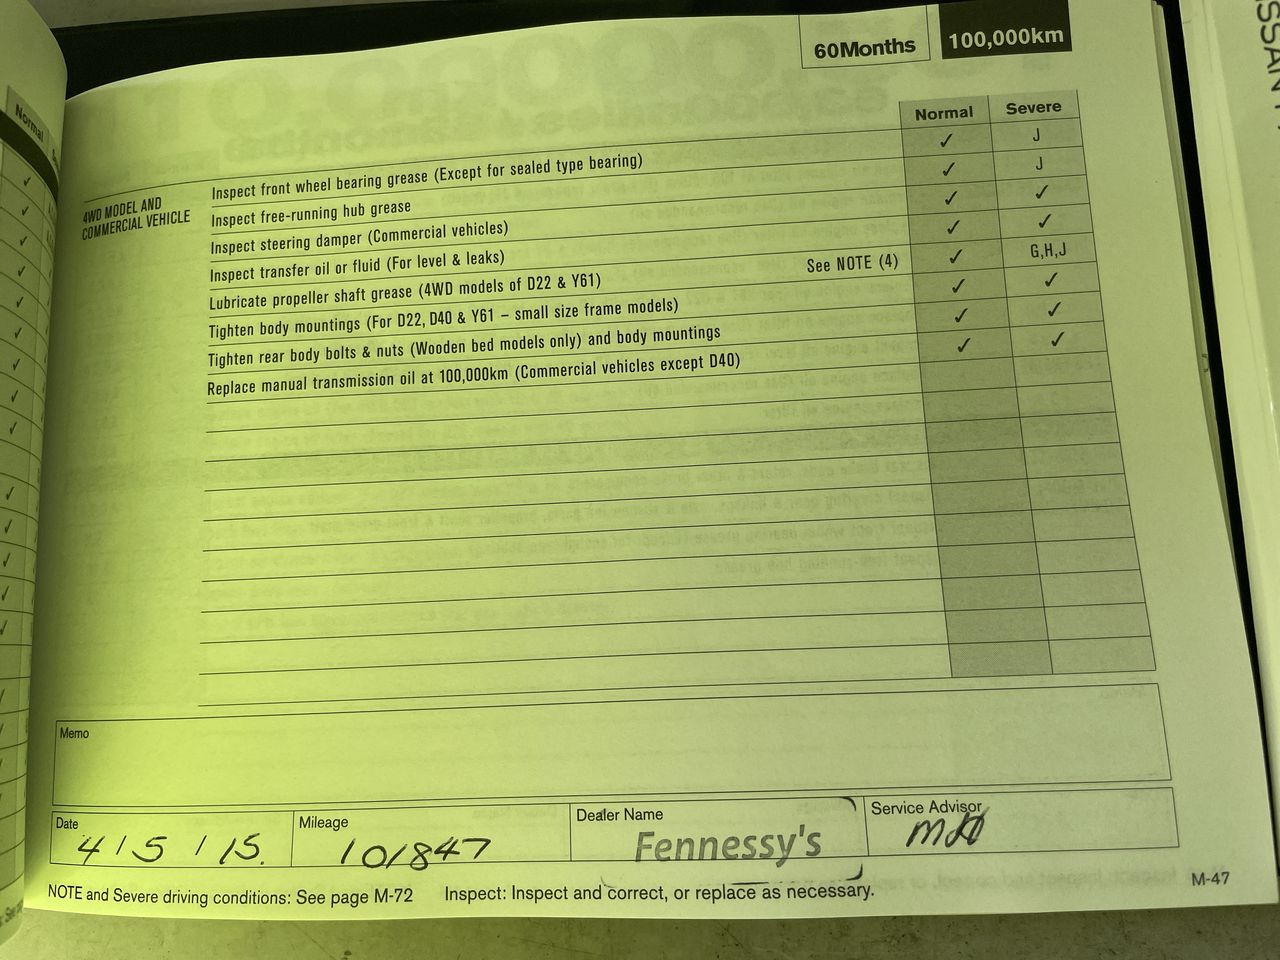 60Months 100,000km
Normal Severe
4WD MODEL AND
COMMERCIAL VEHICLE
Inspect front wheel bearing grease (Except for sealed type bearing) ✓ J
Inspect free-running hub grease ✓ J
Inspect steering damper (Commercial vehicles) ✓ ✓
Inspect transfer oil or fluid (For level & leaks) ✓ ✓
Lubricate propeller shaft grease (4WD models of D22 & Y61) See NOTE (4) ✓ G,H,J
Tighten body mountings (For D22, D40 & Y61 – small size frame models) ✓ ✓
Tighten rear body bolts & nuts (Wooden bed models only) and body mountings ✓ ✓
Replace manual transmission oil at 100,000km (Commercial vehicles except D40) ✓ ✓
Memo
Date Mileage Dealer Name Service Advisor
4/5/15. 101847 Fennessy's
NOTE and Severe driving conditions: See page M-72 Inspect: Inspect and correct, or replace as necessary. M-47
Normal